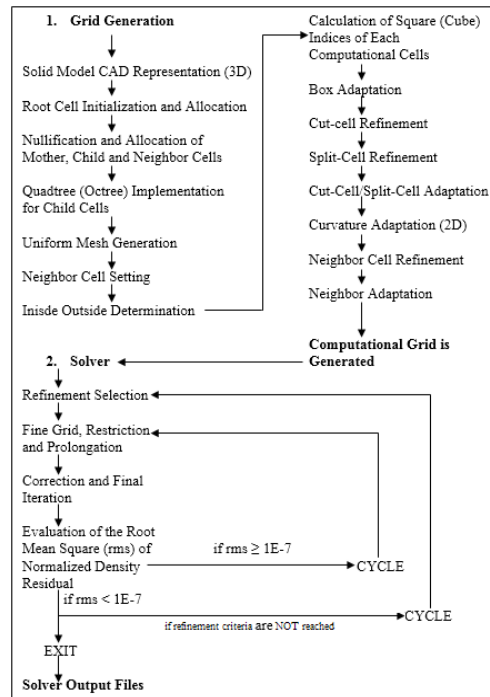 1. Grid Generation
Solid Model CAD Representation (3D)
Root Cell Initialization and Allocation
Nullification and Allocation of
Mother, Child and Neighbor Cells
Quadtree (Octree) Implementation
for Child Cells
Uniform Mesh Generation
Neighbor Cell Setting
Inisde Outside Determination
Calculation of Square (Cube)
Indices of Each
Computational Cells
Box Adaptation
Cut-cell Refinement
Split-Cell Refinement
Cut-Cell/Split-Cell Adaptation
Curvature Adaptation (2D)
Neighbor Cell Refinement
Neighbor Adaptation
Computational Grid is
Generated
2. Solver
Refinement Selection
Fine Grid, Restriction
and Prolongation
Correction and Final
Iteration
Evaluation of the Root
Mean Square (rms) of
Normalized Density
Residual
if rms ≥ 1E-7
CYCLE
if rms < 1E-7
if refinement criteria are NOT reached
CYCLE
EXIT
Solver Output Files